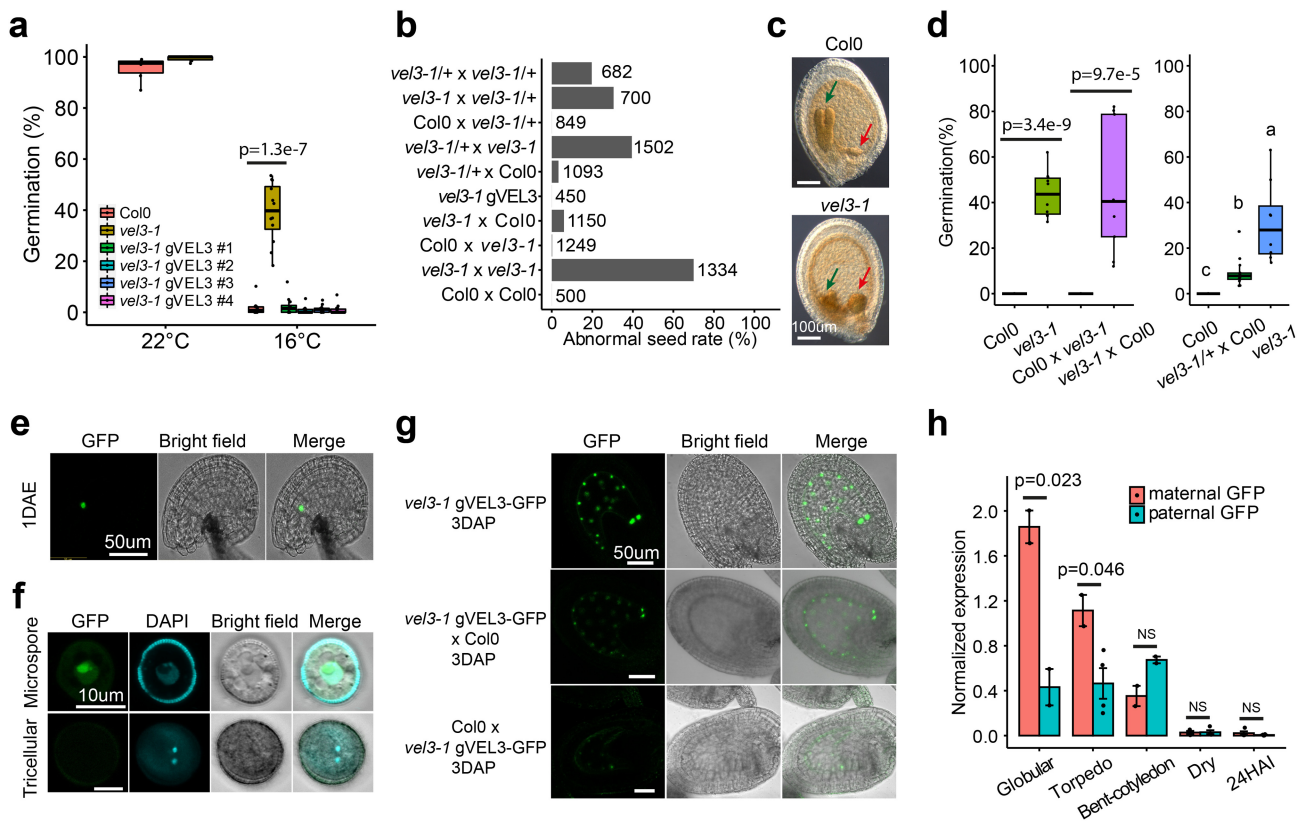 a
Germination (%)
100
80
60
40
20
0
p=1.3e-7
Col0
vel3-1
vel3-1 gVEL3 #1
vel3-1 gVEL3 #2
vel3-1 gVEL3 #3
vel3-1 gVEL3 #4
22°C
16°C
b
vel3-1/+ x vel3-1/+ 682
vel3-1 x vel3-1/+ 700
Col0 x vel3-1/+ 849
vel3-1/+ x vel3-1 1502
vel3-1/+ x Col0 1093
vel3-1 gVEL3 450
vel3-1 x Col0 1150
Col0 x vel3-1 1249
vel3-1 x vel3-1 1334
Col0 x Col0 500
0 20 40 60 80 100
Abnormal seed rate (%)
c
Col0
vel3-1
100um
d
Germination(%)
100
80
60
40
20
0
p=3.4e-9
p=9.7e-5
Col0
vel3-1
Col0 x vel3-1
vel3-1 x Col0
100
80
60
40
20
0
c
b
a
Col0
vel3-1/+ x Col0
vel3-1
e
GFP Bright field Merge
1DAE
50um
f
GFP DAPI Bright field Merge
Microspore
10um
Tricellular
g
GFP Bright field Merge
vel3-1 gVEL3-GFP
3DAP
50um
vel3-1 gVEL3-GFP
x Col0
3DAP
Col0 x
vel3-1 gVEL3-GFP
3DAP
h
Normalized expression
2.0
1.6
1.2
0.8
0.4
0.0
p=0.023
p=0.046
NS
NS
NS
maternal GFP
paternal GFP
Globular
Torpedo
Bent-cotyledon
Dry
24HAI